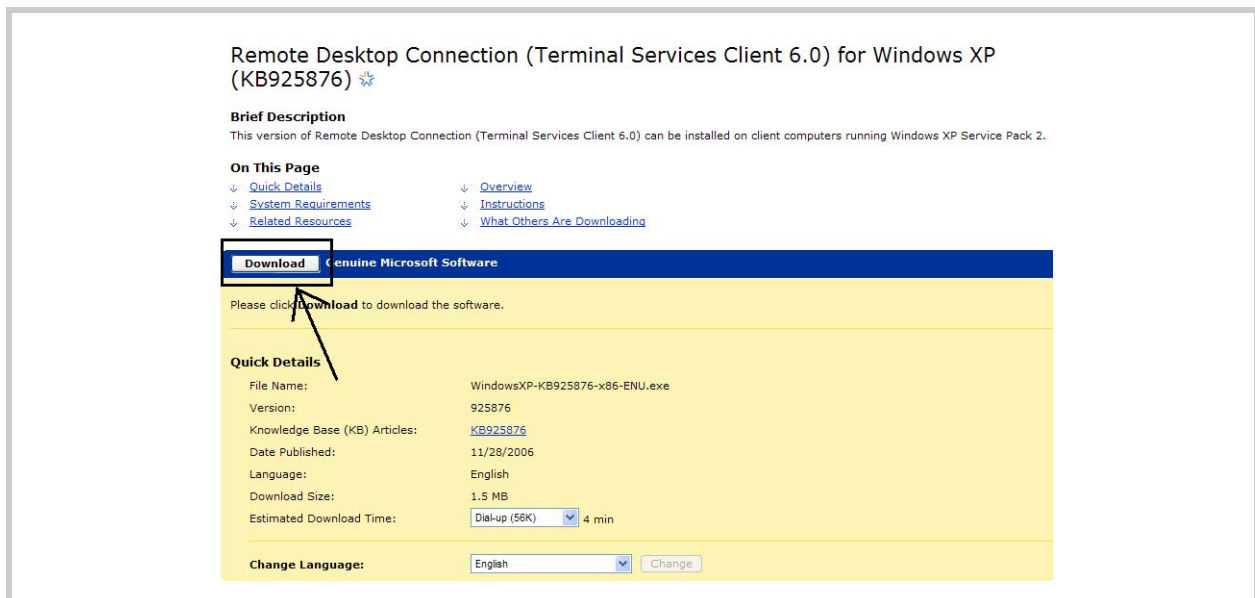 Remote Desktop Connection (Terminal Services Client 6.0) for Windows XP
(KB925876)
Brief Description
This version of Remote Desktop Connection (Terminal Services Client 6.0) can be installed on client computers running Windows XP Service Pack 2.
On This Page
Quick Details
Overview
System Requirements
Instructions
Related Resources
What Others Are Downloading
Download Genuine Microsoft Software
Please click Download to download the software.
Quick Details
File Name: WindowsXP-KB925876-x86-ENU.exe
Version: 925876
Knowledge Base (KB) Articles: KB925876
Date Published: 11/28/2006
Language: English
Download Size: 1.5 MB
Estimated Download Time: Dial-up (56K) 4 min
Change Language: English Change